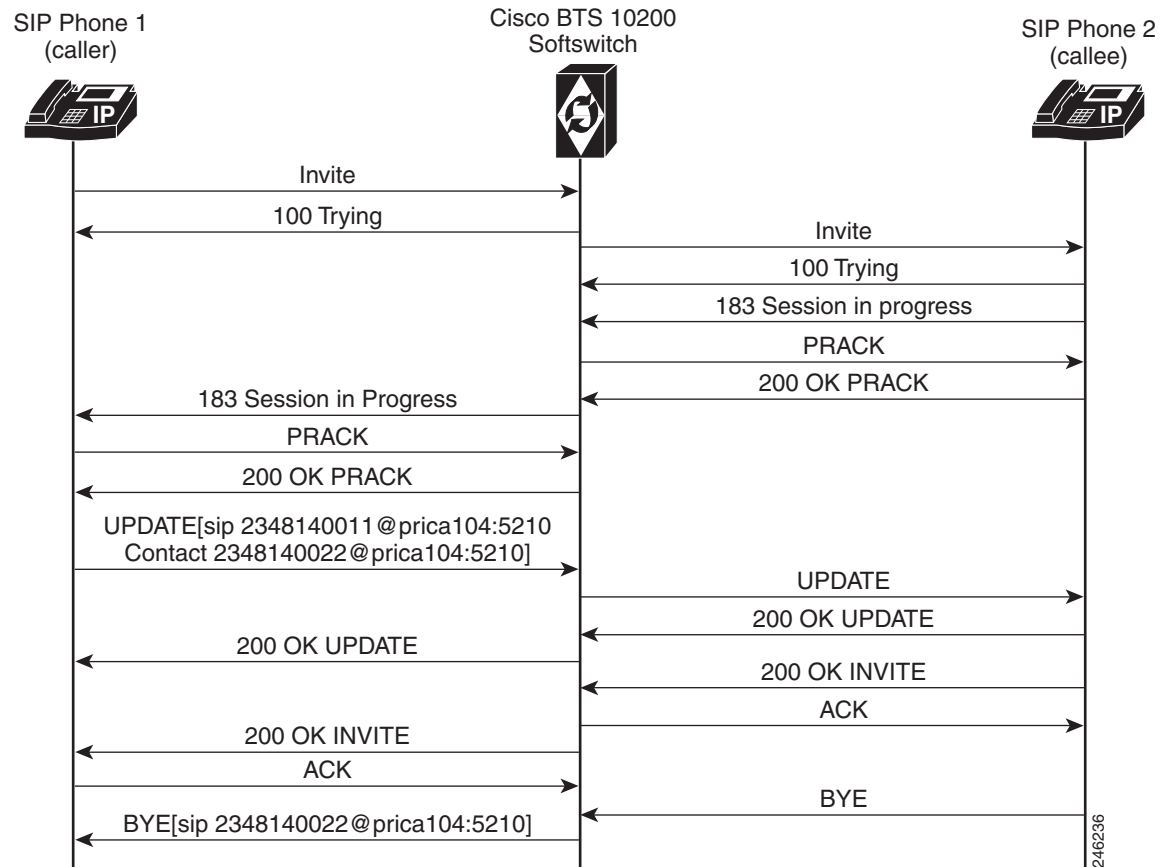 SIP Phone 1
(caller)
Cisco BTS 10200
Softswitch
SIP Phone 2
(callee)
IP
IP
Invite
100 Trying
Invite
100 Trying
183 Session in progress
PRACK
200 OK PRACK
183 Session in Progress
PRACK
200 OK PRACK
UPDATE[sip 2348140011@prica104:5210
Contact 2348140022@prica104:5210]
UPDATE
200 OK UPDATE
200 OK UPDATE
200 OK INVITE
ACK
200 OK INVITE
ACK
BYE
BYE[sip 2348140022@prica104:5210]
246236